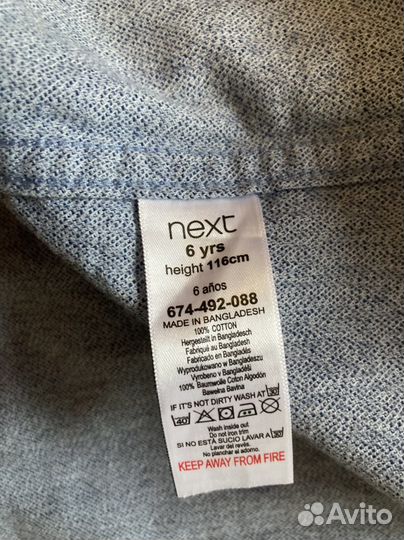 next
6 yrs
height 116cm
6 años
674-492-088
MADE IN BANGLADESH
100% COTTON
Hergestellt in Bangladesch
Fabriqué au Bangladesh
Fabricado en Bangladés
Wyprodukowano w Bangladeszu
Vyrobeno v Bangladéši
100% Baumwolle Coton Algodón
Bawełna Bavlna
IF IT'S NOT DIRTY WASH AT 30
40
Wash inside out
Do not iron trim
SI NO ESTÁ SUCIO LAVAR A 30
Lavar del revés.
No planchar el adorno.
KEEP AWAY FROM FIRE
Avito